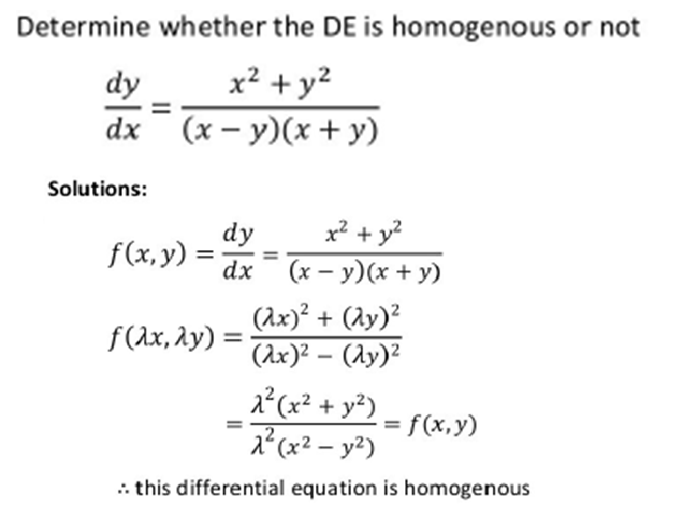 Determine whether the DE is homogenous or not
dy/dx = x² + y² / (x − y)(x + y)
Solutions:
f(x, y) = dy/dx = x² + y² / (x − y)(x + y)
f(λx, λy) = (λx)² + (λy)² / (λx)² − (λy)²
= λ²(x² + y²) / λ²(x² − y²) = f(x, y)
∴ this differential equation is homogenous